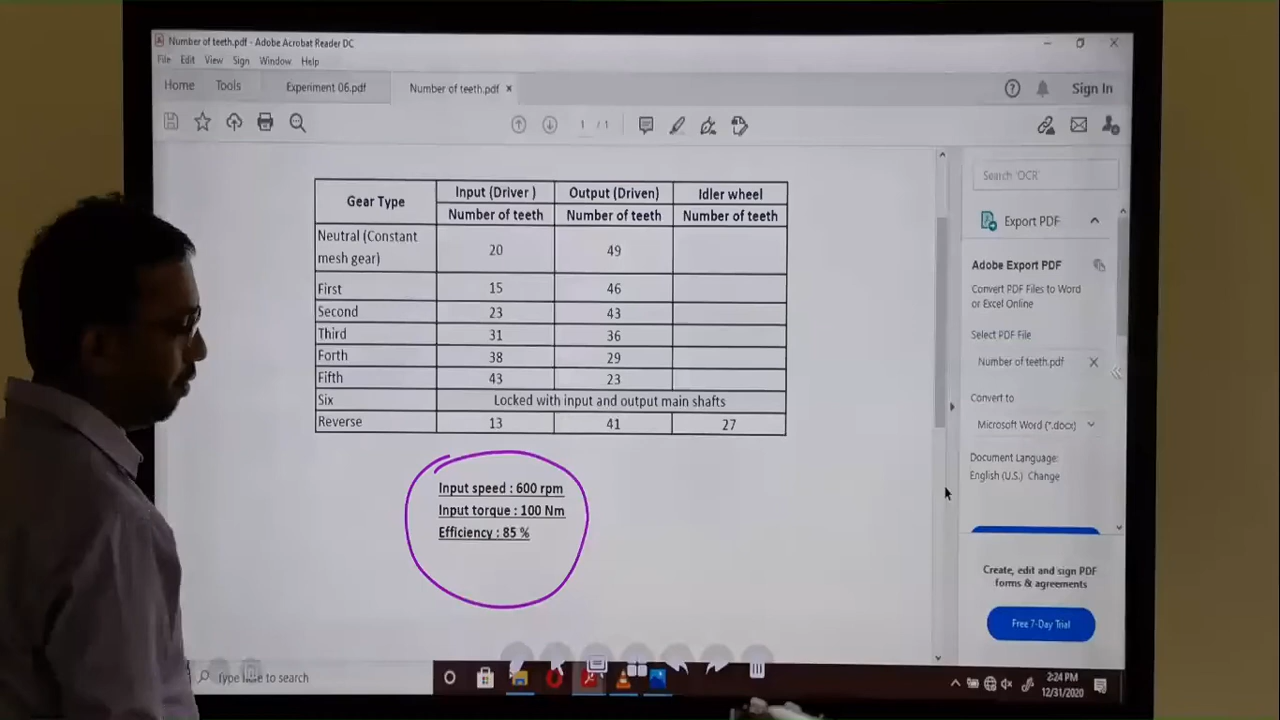 Number of teeth.pdf - Adobe Acrobat Reader DC
File Edit View Sign Window Help
Home Tools Experiment 06.pdf Number of teeth.pdf ×
Sign In
1 / 1
Gear Type Input (Driver ) Output (Driven) Idler wheel
Number of teeth Number of teeth Number of teeth
Neutral (Constant
mesh gear) 20 49
First 15 46
Second 23 43
Third 31 36
Forth 38 29
Fifth 43 23
Six Locked with input and output main shafts
Reverse 13 41 27
Input speed : 600 rpm
Input torque : 100 Nm
Efficiency : 85 %
Search 'OCR'
Export PDF
Adobe Export PDF
Convert PDF Files to Word
or Excel Online
Select PDF File
Number of teeth.pdf X
Convert to
Microsoft Word (*.docx)
Document Language:
English (U.S.) Change
Create, edit and sign PDF
forms & agreements
Free 7-Day Trial
Type here to search
2:24 PM
12/31/2020